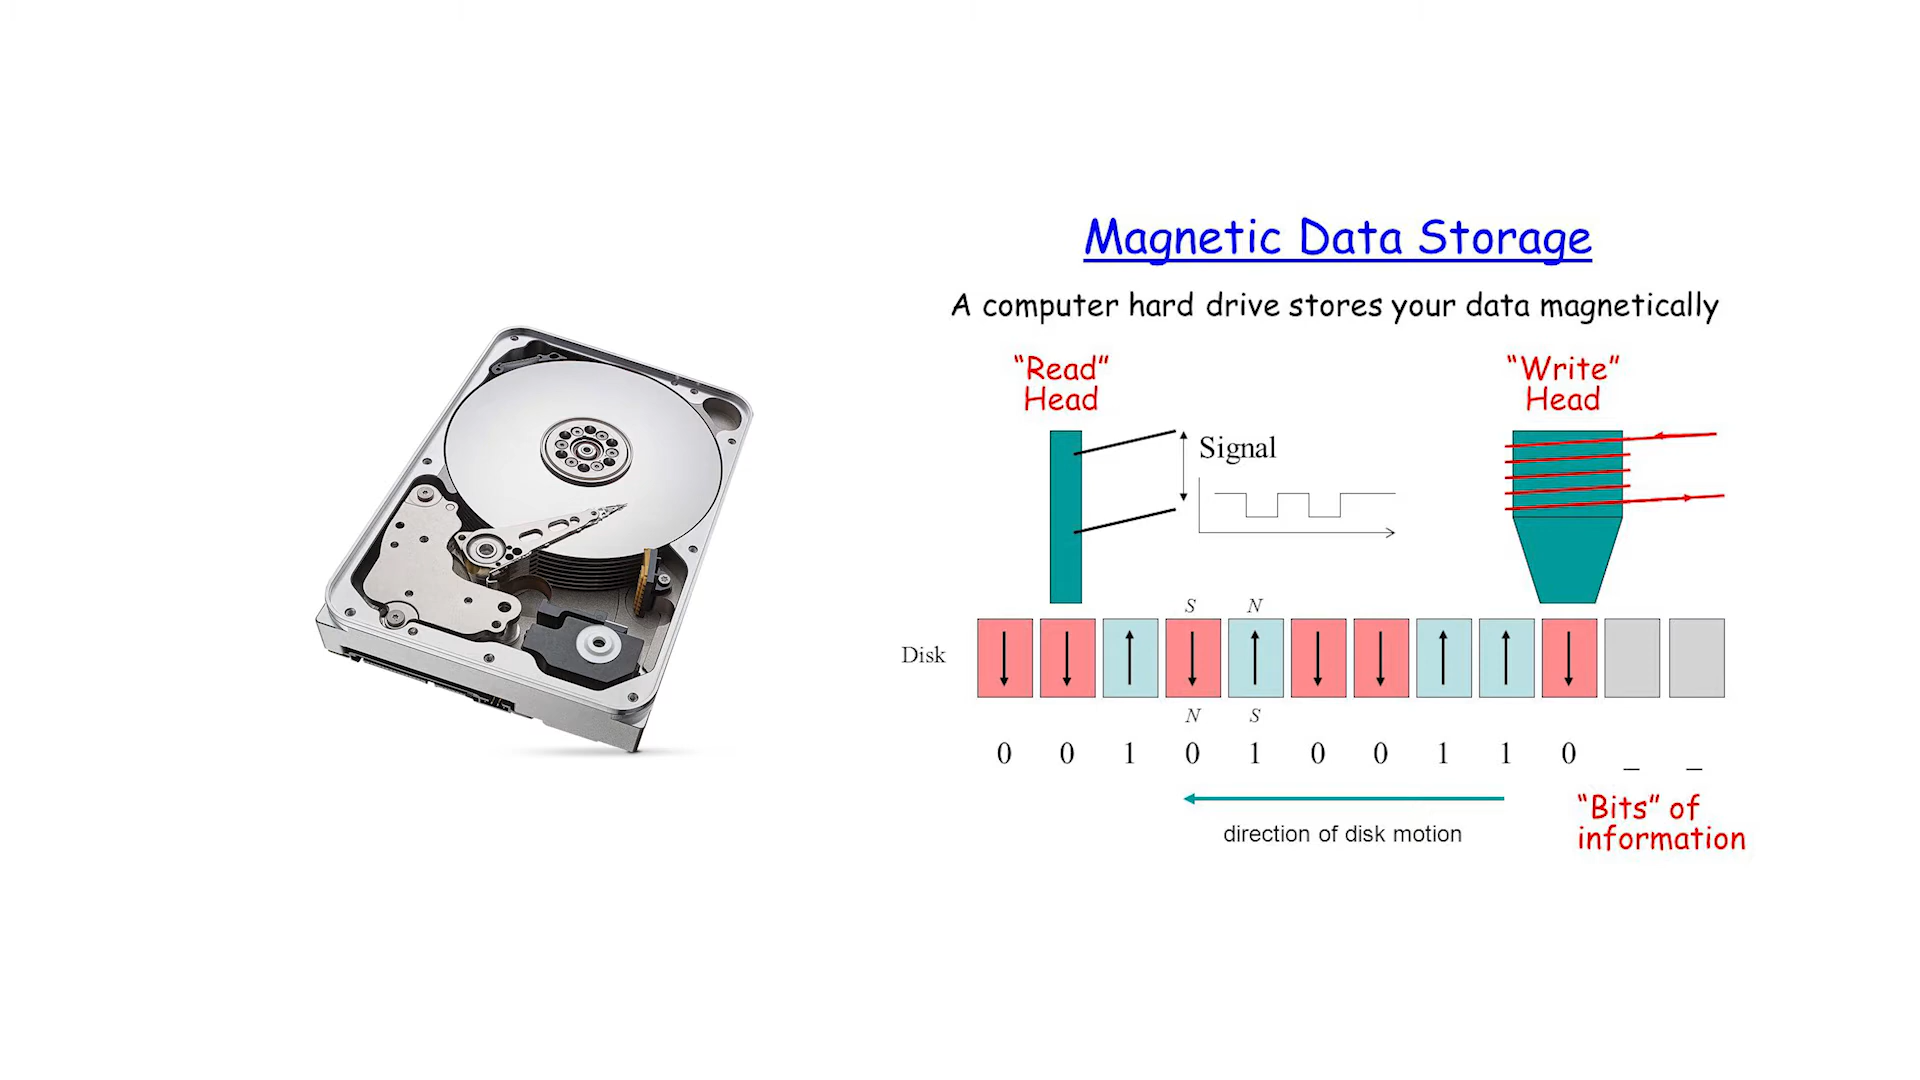 Magnetic Data Storage
A computer hard drive stores your data magnetically
“Read”
Head
“Write”
Head
Signal
S N
Disk
N S
0 0 1 0 1 0 0 1 1 0 _ _
direction of disk motion
“Bits” of
information